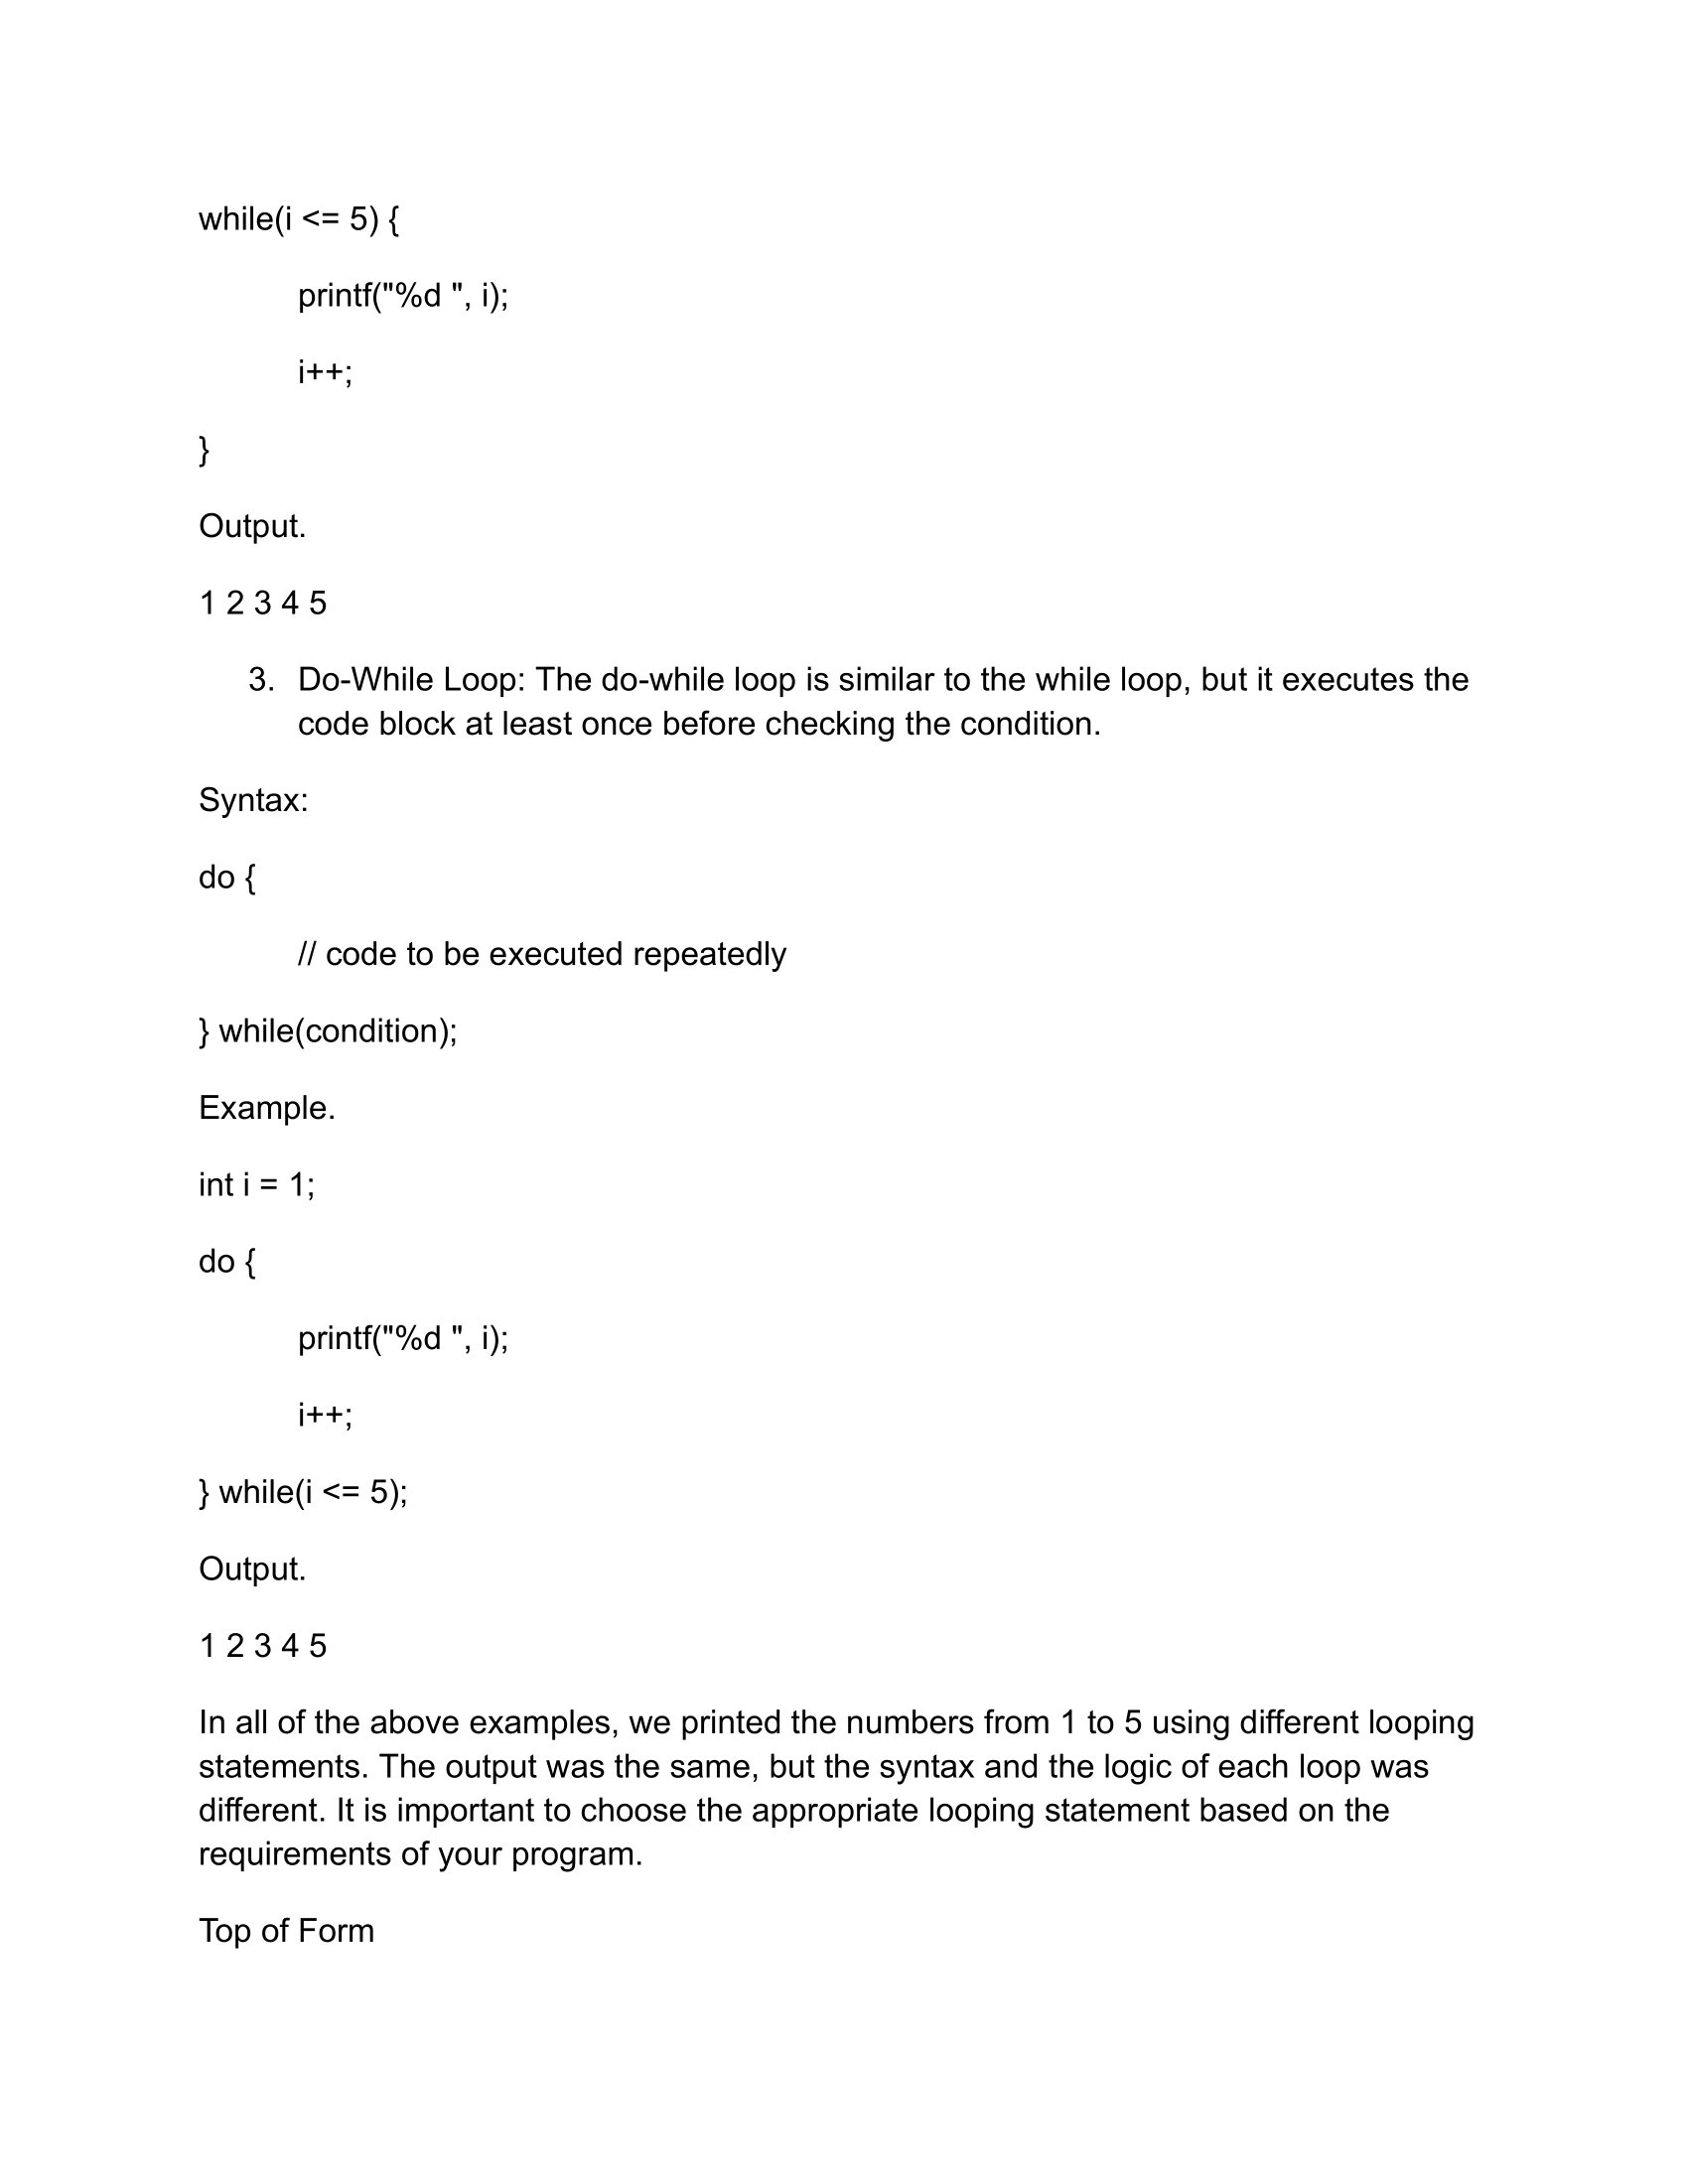 while(i <= 5) {
printf("%d ", i);
i++;
}
Output.
1 2 3 4 5
3. Do-While Loop: The do-while loop is similar to the while loop, but it executes the
code block at least once before checking the condition.
Syntax:
do {
// code to be executed repeatedly
} while(condition);
Example.
int i = 1;
do {
printf("%d ", i);
i++;
} while(i <= 5);
Output.
1 2 3 4 5
In all of the above examples, we printed the numbers from 1 to 5 using different looping
statements. The output was the same, but the syntax and the logic of each loop was
different. It is important to choose the appropriate looping statement based on the
requirements of your program.
Top of Form